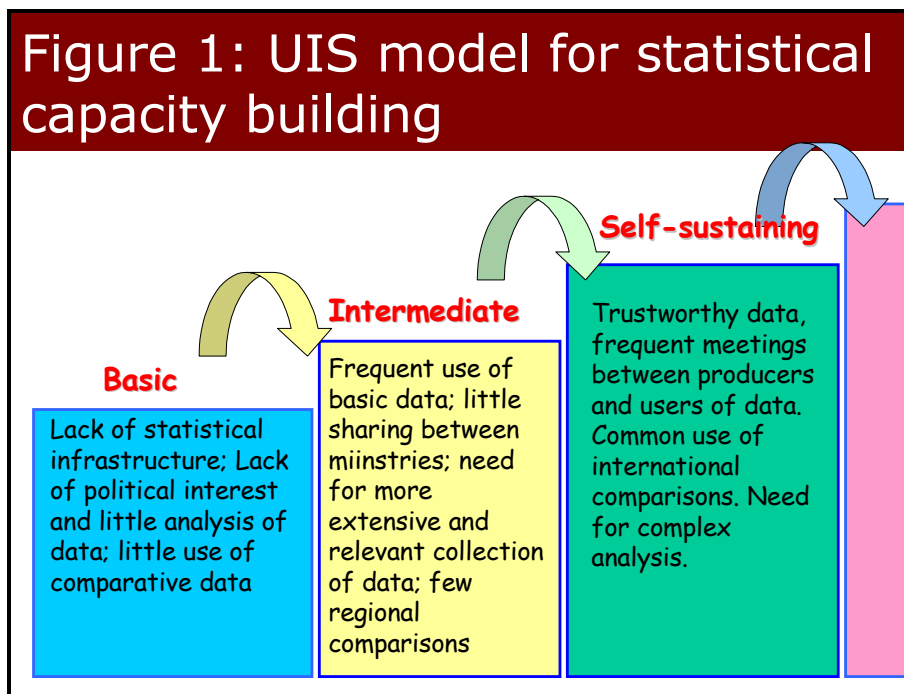 Figure 1: UIS model for statistical
capacity building
Basic
Lack of statistical
infrastructure; Lack
of political interest
and little analysis of
data; little use of
comparative data
Intermediate
Frequent use of
basic data; little
sharing between
miinstries; need
for more
extensive and
relevant collection
of data; few
regional
comparisons
Self-sustaining
Trustworthy data,
frequent meetings
between producers
and users of data.
Common use of
international
comparisons. Need
for complex
analysis.